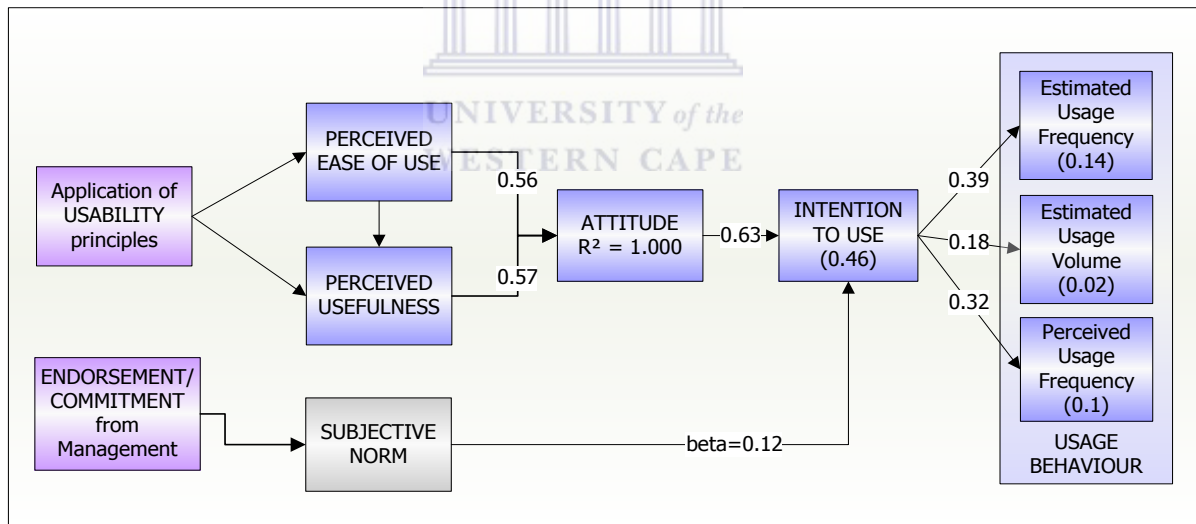 UNIVERSITY of the
WESTERN CAPE
Application of
USABILITY
principles
PERCEIVED
EASE OF USE
PERCEIVED
USEFULNESS
0.56
0.57
ATTITUDE
R² = 1.000
0.63
INTENTION
TO USE
(0.46)
0.39
0.18
0.32
Estimated
Usage
Frequency
(0.14)
Estimated
Usage
Volume
(0.02)
Perceived
Usage
Frequency
(0.1)
USAGE
BEHAVIOUR
ENDORSEMENT/
COMMITMENT
from
Management
SUBJECTIVE
NORM
beta=0.12